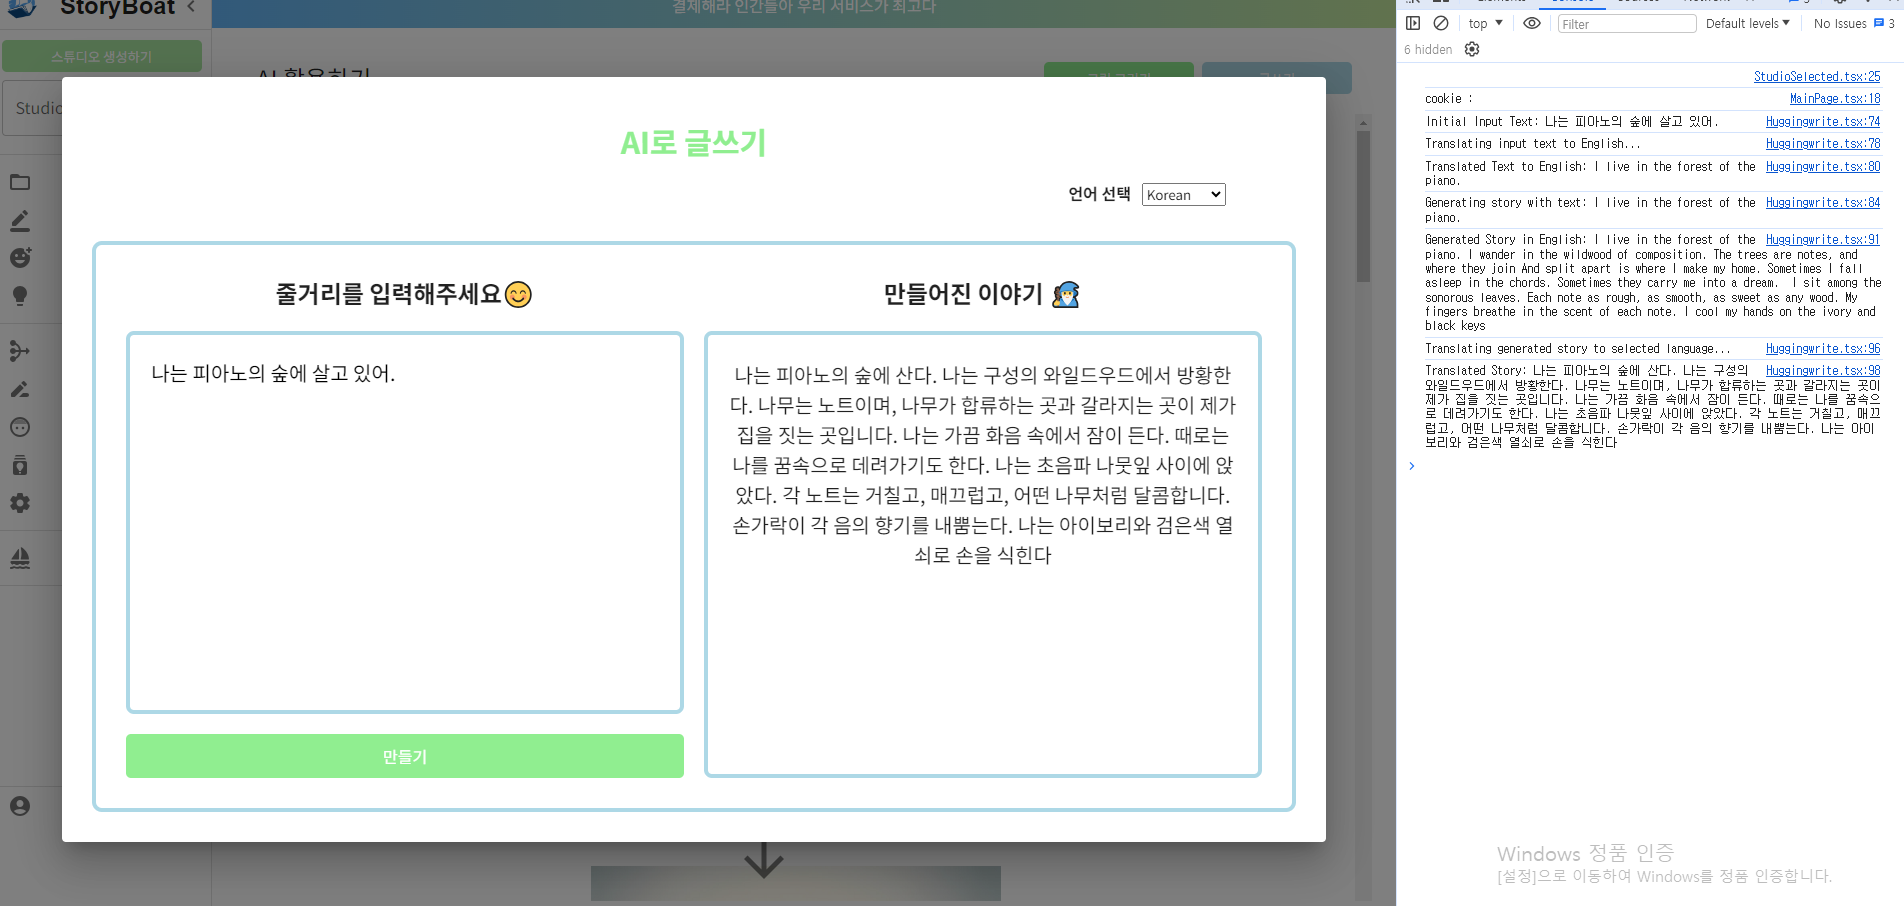 StoryBoat
결제해라 인간들아 우리 서비스가 최고다
스튜디오 생성하기
AI 활용하기
Studio
AI로 글쓰기
언어 선택 Korean
줄거리를 입력해주세요
나는 피아노의 숲에 살고 있어.
만들기
만들어진 이야기
나는 피아노의 숲에 산다. 나는 구성의 와일드우드에서 방황한
다. 나무는 노트이며, 나무가 합류하는 곳과 갈라지는 곳이 제가
집을 짓는 곳입니다. 나는 가끔 화음 속에서 잠이 든다. 때로는
나를 꿈속으로 데려가기도 한다. 나는 초음파 나뭇잎 사이에 앉
았다. 각 노트는 거칠고, 매끄럽고, 어떤 나무처럼 달콤합니다.
손가락이 각 음의 향기를 내뿜는다. 나는 아이보리와 검은색 열
쇠로 손을 식힌다
top
Filter
Default levels
No Issues
3
6 hidden
StudioSelected.tsx:25
cookie : MainPage.tsx:18
Initial Input Text: 나는 피아노의 숲에 살고 있어. Huggingwrite.tsx:74
Translating input text to English... Huggingwrite.tsx:78
Translated Text to English: I live in the forest of the Huggingwrite.tsx:80
piano.
Generating story with text: I live in the forest of the Huggingwrite.tsx:84
piano.
Generated Story in English: I live in the forest of the Huggingwrite.tsx:91
piano. I wander in the wildwood of composition. The trees are notes, and
where they join And split apart is where I make my home. Sometimes I fall
asleep in the chords. Sometimes they carry me into a dream. I sit among the
sonorous leaves. Each note as rough, as smooth, as sweet as any wood. My
fingers breathe in the scent of each note. I cool my hands on the ivory and
black keys
Translating generated story to selected language... Huggingwrite.tsx:96
Translated Story: 나는 피아노의 숲에 산다. 나는 구성의 Huggingwrite.tsx:98
와일드우드에서 방황한다. 나무는 노트이며, 나무가 합류하는 곳과 갈라지는 곳이
제가 집을 짓는 곳입니다. 나는 가끔 화음 속에서 잠이 든다. 때로는 나를 꿈속으
로 데려가기도 한다. 나는 초음파 나뭇잎 사이에 앉았다. 각 노트는 거칠고, 매끄
럽고, 어떤 나무처럼 달콤합니다. 손가락이 각 음의 향기를 내뿜는다. 나는 아이
보리와 검은색 열쇠로 손을 식힌다
Windows 정품 인증
[설정]으로 이동하여 Windows를 정품 인증합니다.